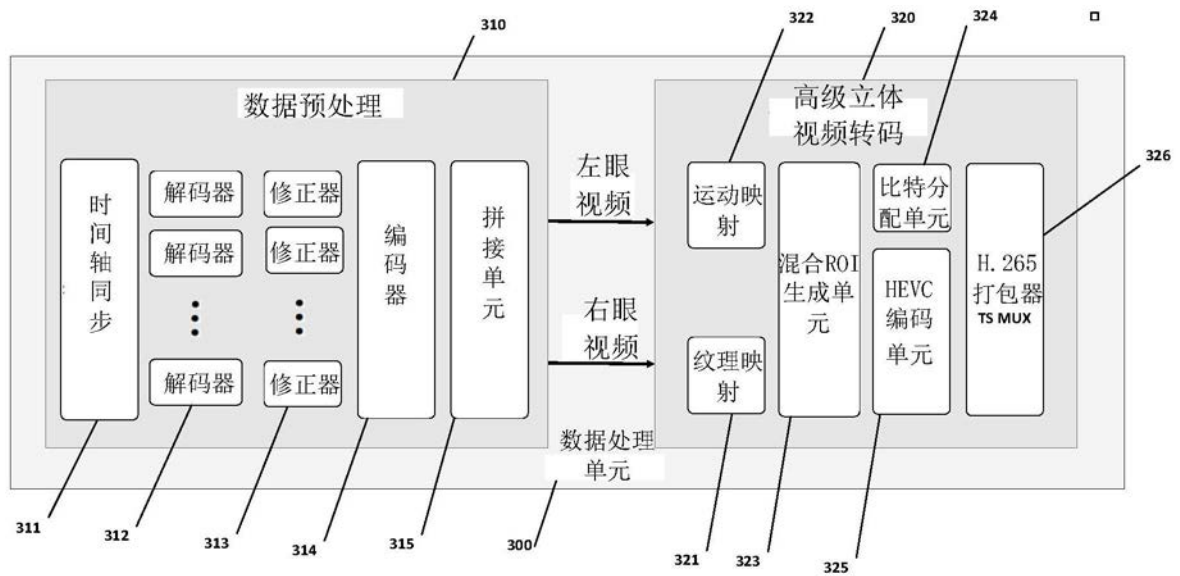 322
320
324
310
数据预处理
高级立体
视频转码
326
时
间
轴
同
步
解码器
解码器
解码器
修正器
修正器
修正器
编
码
器
拼
接
单
元
左眼
视频
右眼
视频
运动映
射
纹理映
射
混合ROI
生成单
元
比特分
配单元
HEVC
编码
单元
H.265
打包器
TS MUX
数据处理
单元
311
312
313
314
315
300
321
323
325